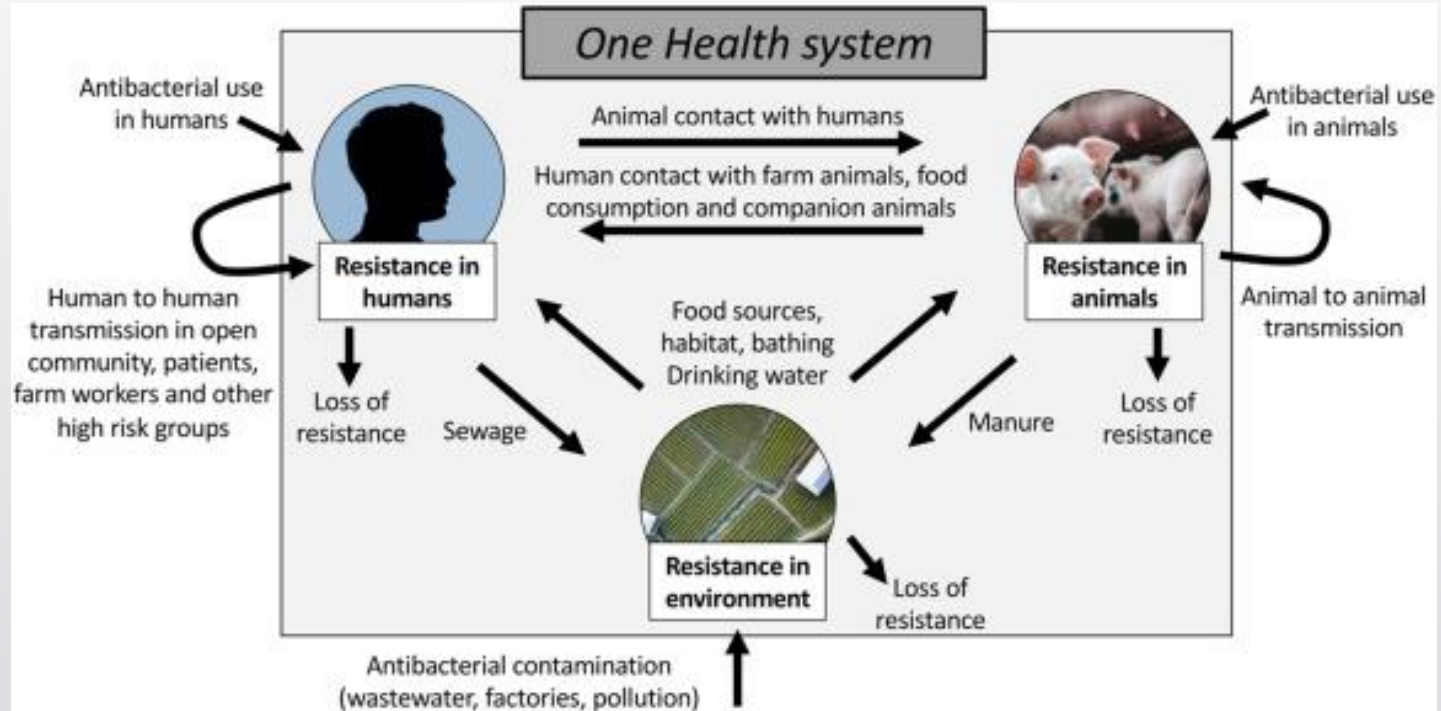 One Health system
Antibacterial use
in humans
Animal contact with humans
Antibacterial use
in animals
Human contact with farm animals, food
consumption and companion animals
Resistance in
humans
Resistance in
animals
Human to human
transmission in open
community, patients,
farm workers and other
high risk groups
Food sources,
habitat, bathing
Drinking water
Animal to animal
transmission
Loss of
resistance
Sewage
Manure
Loss of
resistance
Resistance in
environment
Loss of
resistance
Antibacterial contamination
(wastewater, factories, pollution)